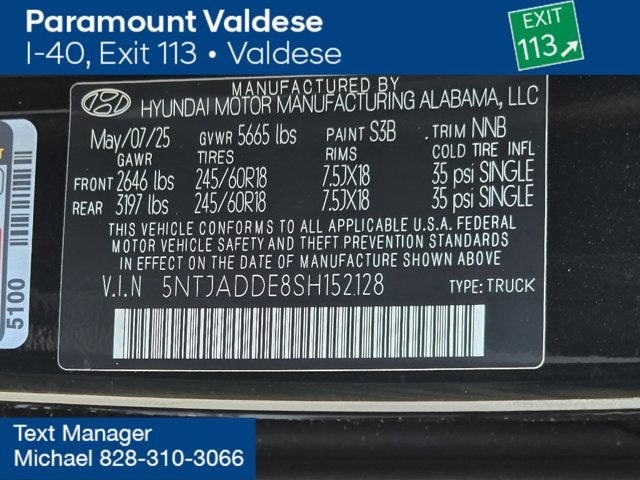 Paramount Valdese
I-40, Exit 113 • Valdese
EXIT
113
MANUFACTURED BY
HYUNDAI MOTOR MANUFACTURING ALABAMA, LLC
May/07/25 GVWR 5665 lbs PAINT S3B .TRIM NNB
GAWR TIRES RIMS COLD TIRE INFL
FRONT 2646 lbs 245/60R18 7.5JX18 35 psi SINGLE
REAR 3197 lbs 245/60R18 7.5JX18 35 psi SINGLE
THIS VEHICLE CONFORMS TO ALL APPLICABLE U.S.A. FEDERAL
MOTOR VEHICLE SAFETY AND THEFT PREVENTION STANDARDS
IN EFFECT ON THE DATE OF MANUFACTURE SHOWN ABOVE
V.I.N 5NTJADDE8SH152128 TYPE: TRUCK
5100
Text Manager
Michael 828-310-3066